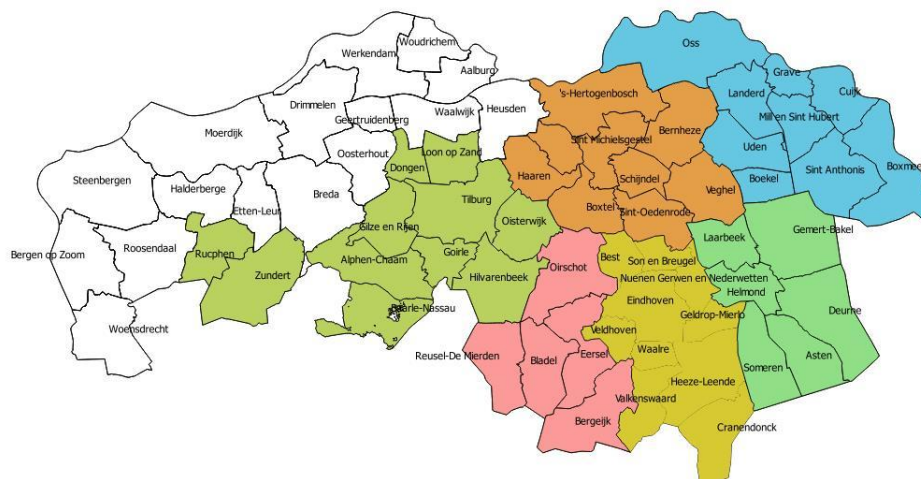 Woudrichem
Oss
Werkendam
Aalburg
Grave
Landerd
Cuijk
's-Hertogenbosch
Drimmelen
Heusden
Waalwijk
Geertruidenberg
Mill en Sint Hubert
Bernheze
Moerdijk
Sint Michielsgestel
Uden
Oosterhout
Loon op Zand
Dongen
Boxmee
Sint Anthonis
Steenbergen
Haaren
Schijndel
Boekel
Halderberge
Breda
Veghel
Tilburg
Etten-Leur
Boxtel
Sint-Oedenrode
Oisterwijk
Gilze en Rijen
Laarbeek
Gemert-Bakel
Roosendaal
Rucphen
Bergen op Zoom
Goirle
Best
Son en Breugel
Alphen-Chaam
Oirschot
Zundert
Hilvarenbeek
Nuenen Gerwen en Nederwetten
Helmond
Eindhoven
Baarle-Nassau
Deurne
Geldrop-Mierlo
Woensdrecht
Veldhoven
Waalre
Reusel-De Mierden
Bladel
Eersel
Asten
Someren
Heeze-Leende
Valkenswaard
Bergeijk
Cranendonck